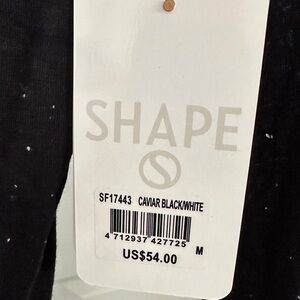 SHAPE
S
SF17443 CAVIAR BLACK/WHITE
4 712937 427725 M
US$54.00